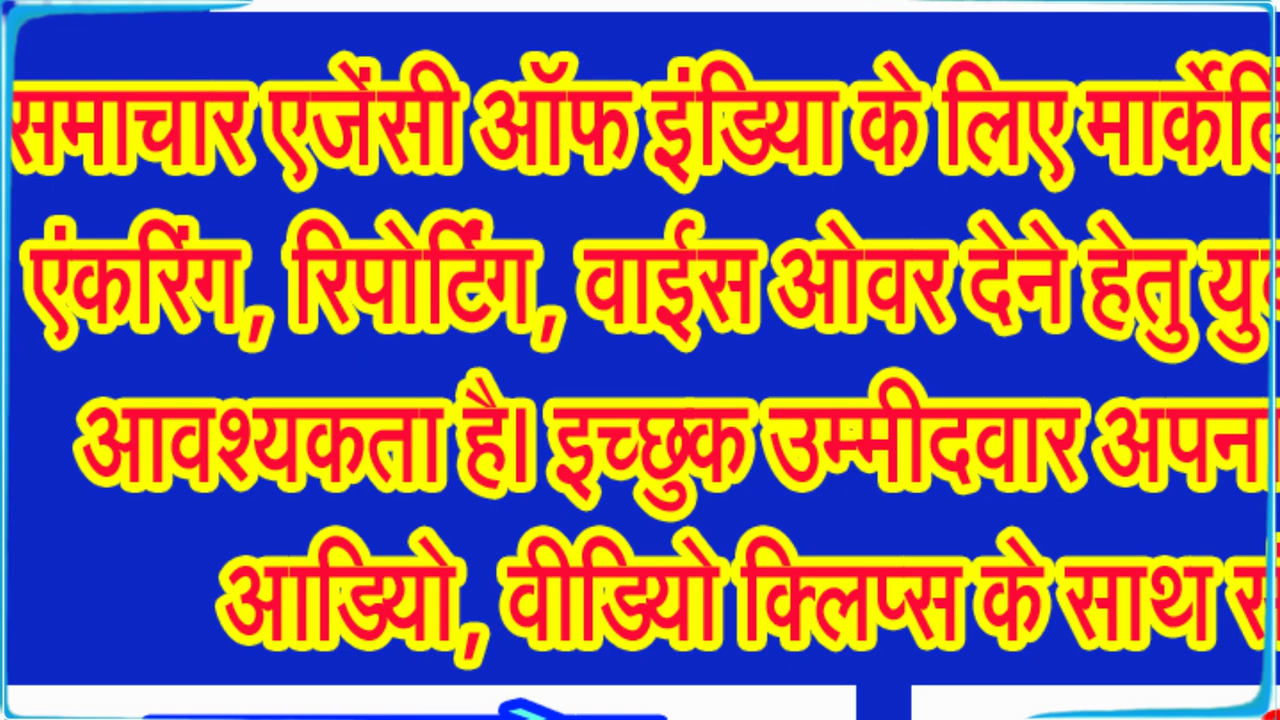 समाचार एजेंसी ऑफ इंडिया के लिए
एंकरिंग, रिपोर्टिंग, वाईस ओवर देने हेतु
आवश्यकता है। इच्छुक उम्मीदवार
आडियो, वीडियो क्लिप्स के साथ